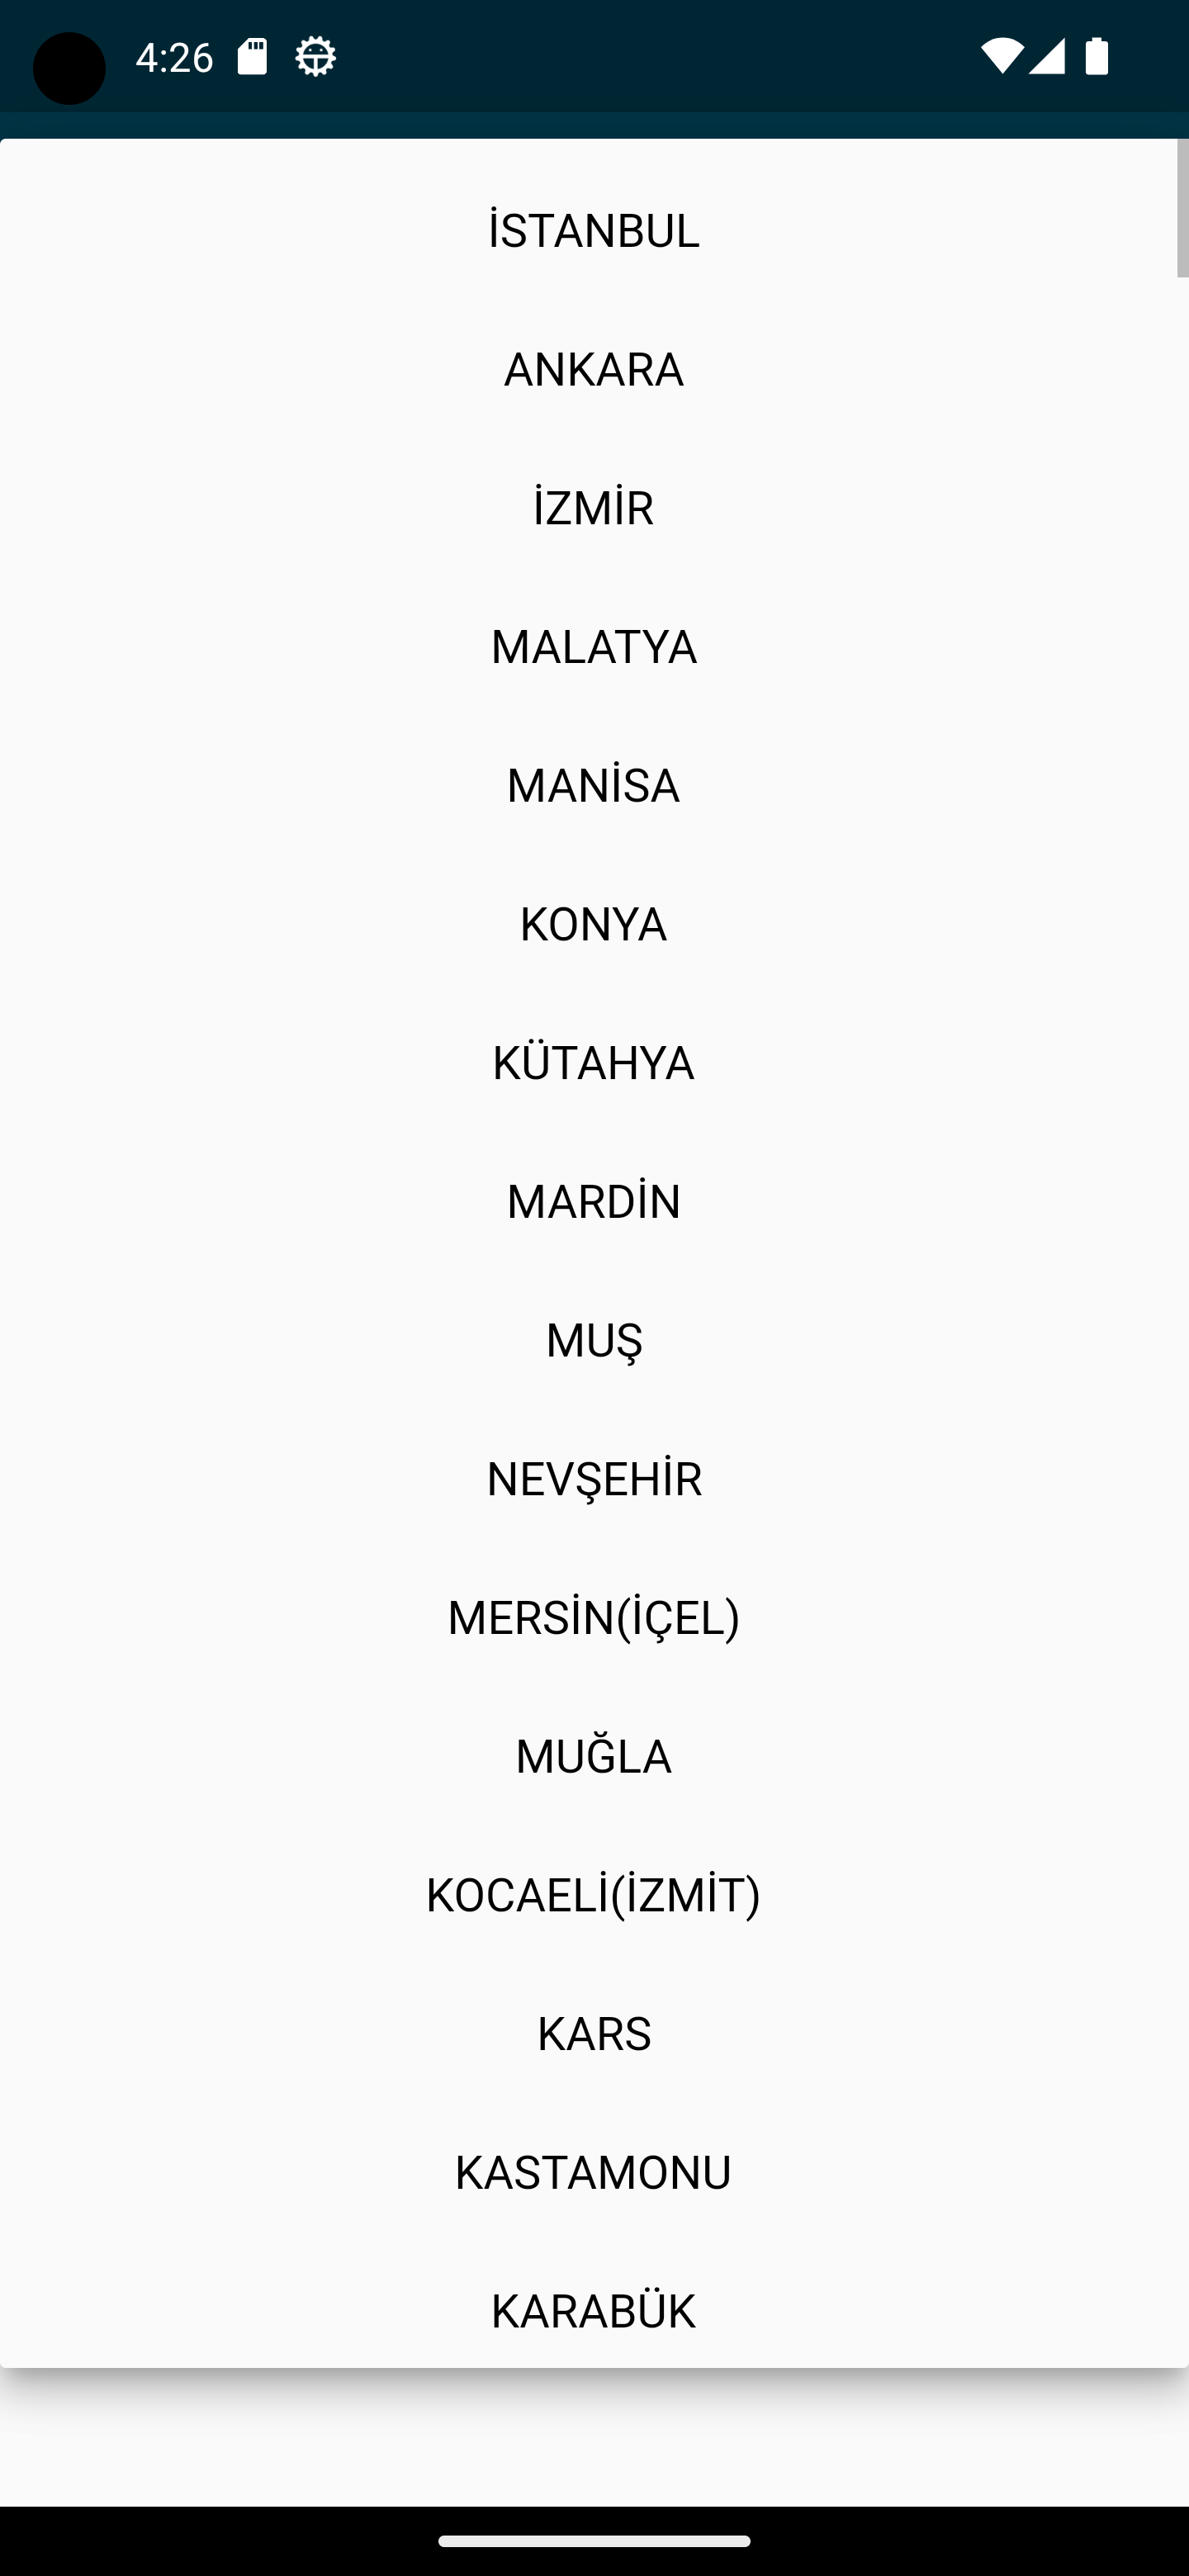 4:26
İSTANBUL
ANKARA
İZMİR
MALATYA
MANİSA
KONYA
KÜTAHYA
MARDİN
MUŞ
NEVŞEHİR
MERSİN(İÇEL)
MUĞLA
KOCAELİ(İZMİT)
KARS
KASTAMONU
KARABÜK